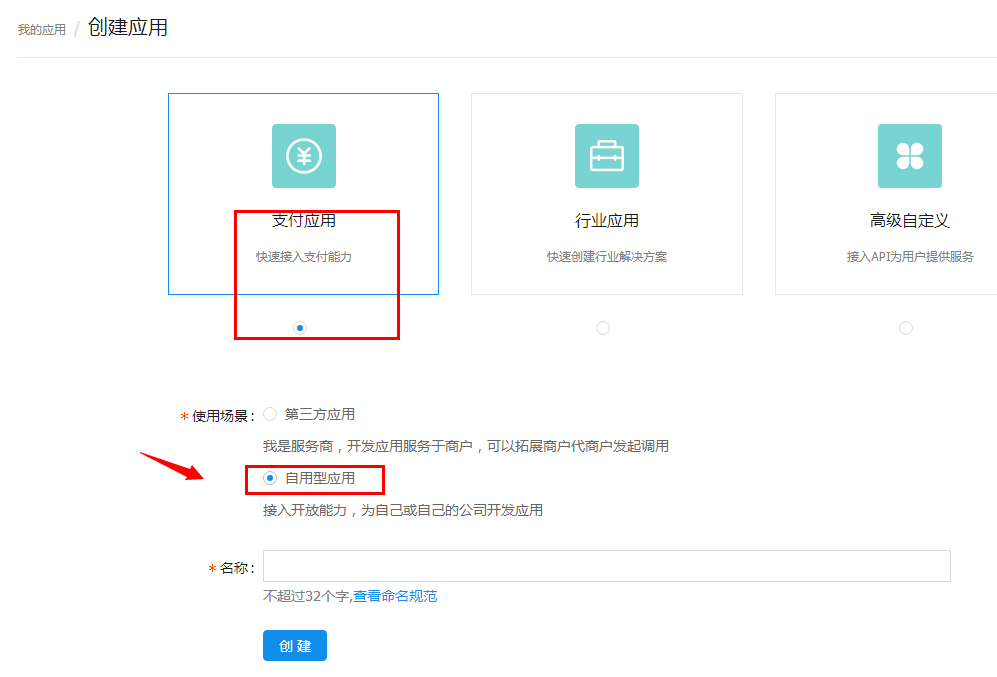 我的应用 / 创建应用
支付应用
快速接入支付能力
行业应用
快速创建行业解决方案
高级自定义
接入API为用户提供服务
*使用场景: 第三方应用
我是服务商,开发应用服务于商户,可以拓展商户代商户发起调用
自用型应用
接入开放能力,为自己或自己的公司开发应用
*名称:
不超过32个字,查看命名规范
创 建